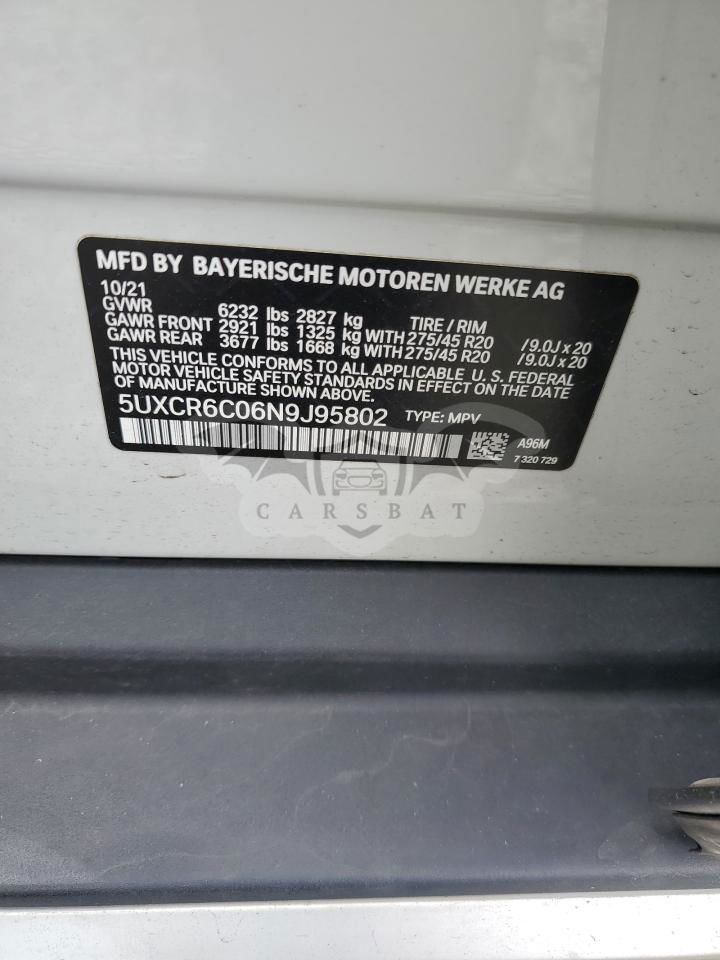 MFD BY BAYERISCHE MOTOREN WERKE AG
10/21
GVWR 6232 lbs 2827 kg TIRE / RIM
GAWR FRONT 2921 lbs 1325 kg WITH 275/45 R20 /9.0J x 20
GAWR REAR 3677 lbs 1668 kg WITH 275/45 R20 /9.0J x 20
THIS VEHICLE CONFORMS TO ALL APPLICABLE U. S. FEDERAL
MOTOR VEHICLE SAFETY STANDARDS IN EFFECT ON THE DATE
OF MANUFACTURE SHOWN ABOVE.
5UXCR6C06N9J95802 TYPE: MPV
A96M
7 320 729
CARSBAT